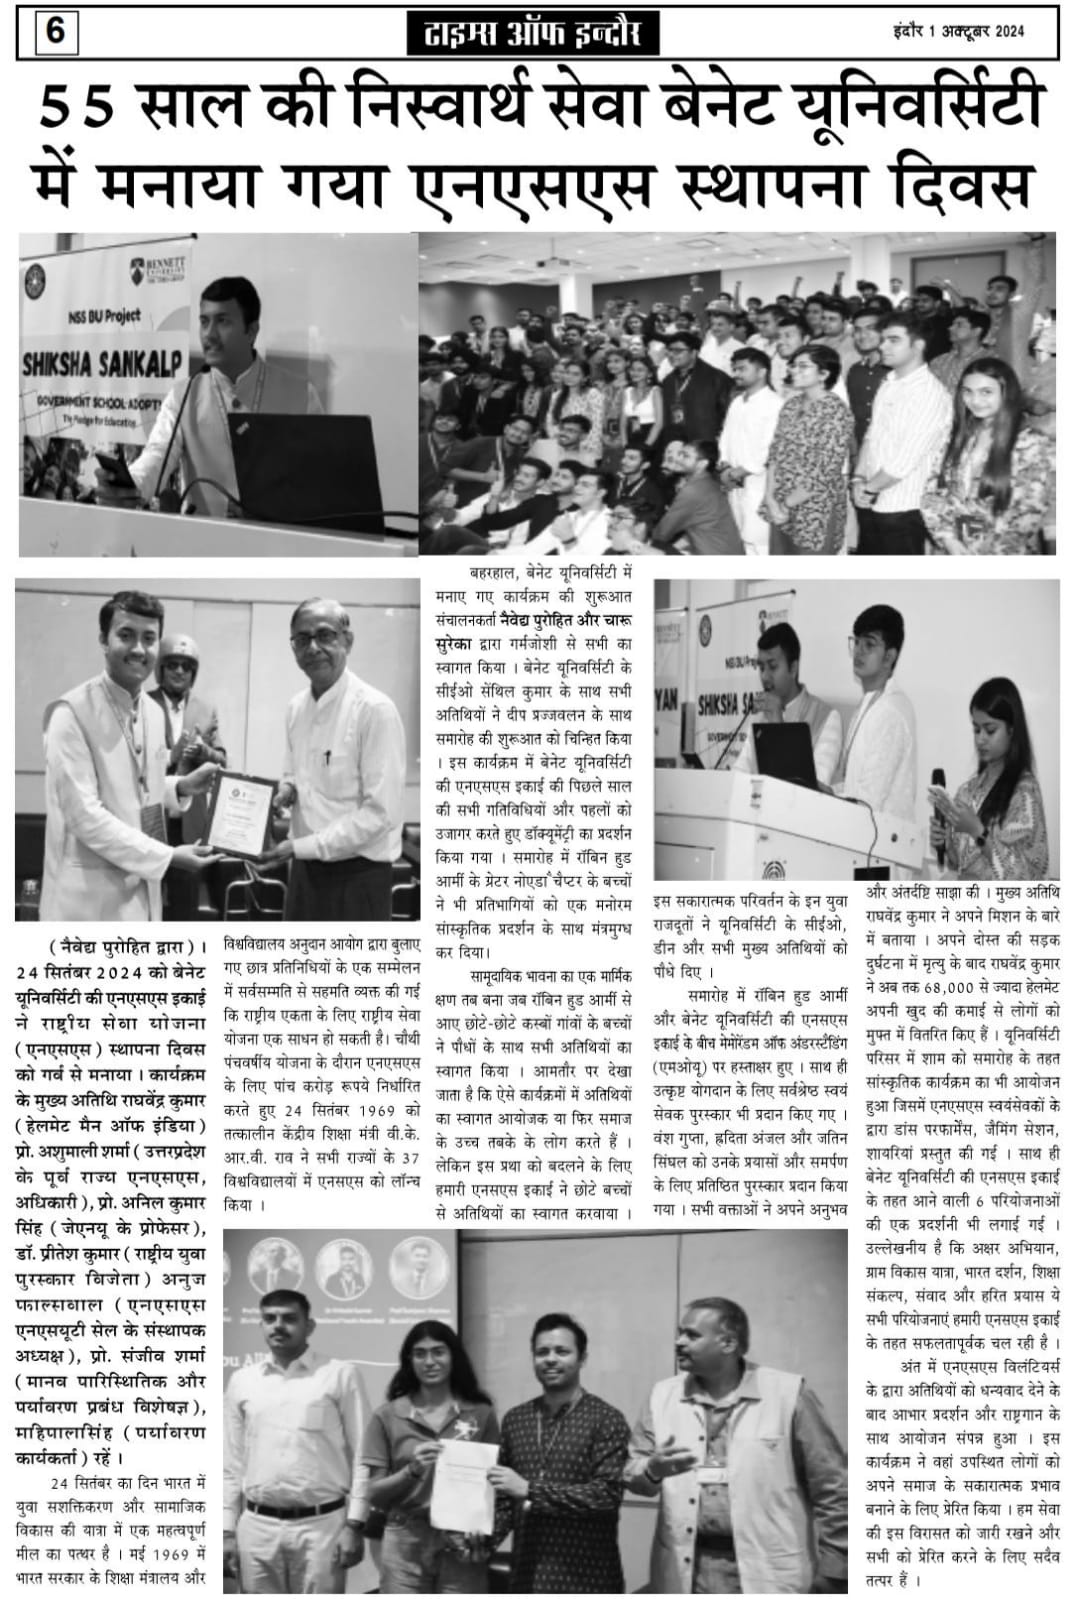 6
टाइम्स ऑफ इन्दौर
इंदौर 1 अक्टूबर 2024
55 साल की निस्वार्थ सेवा बेनेट यूनिवर्सिटी
में मनाया गया एनएसएस स्थापना दिवस
BENNETT
UNIVERSITY
NSS BU Project
SHIKSHA SANKALP
GOVERNMENT SCHOOL ADOPT
The Pledge For Education
NSS BU Proje
YAN
SHIKSHA SA
( नैवेद्य पुरोहित द्वारा ) ।
24 सितंबर 2024 को बेनेट
यूनिवर्सिटी की एनएसएस इकाई
ने राष्ट्रीय सेवा योजना
( एनएसएस ) स्थापना दिवस
को गर्व से मनाया । कार्यक्रम
के मुख्य अतिथि राघवेंद्र कुमार
( हेलमेट मैन ऑफ इंडिया )
प्रो. अशुमाली शर्मा ( उत्तरप्रदेश
के पूर्व राज्य एनएसएस,
अधिकारी ), प्रो. अनिल कुमार
सिंह ( जेएनयू के प्रोफेसर ),
डॉ. प्रीतेश कुमार ( राष्ट्रीय युवा
पुरस्कार विजेता ) अनुज
फाल्सवाल ( एनएसएस
एनएसयूटी सेल के संस्थापक
अध्यक्ष ), प्रो. संजीव शर्मा
( मानव पारिस्थितिक और
पर्यावरण प्रबंध विशेषज्ञ ),
माहिपालासिंह ( पर्यावरण
कार्यकर्ता ) रहें ।
24 सितंबर का दिन भारत में
युवा सशक्तिकरण और सामाजिक
विकास की यात्रा में एक महत्वपूर्ण
मील का पत्थर है । मई 1969 में
भारत सरकार के शिक्षा मंत्रालय और
विश्वविद्यालय अनुदान आयोग द्वारा बुलाए
गए छात्र प्रतिनिधियों के एक सम्मेलन
में सर्वसम्मति से सहमति व्यक्त की गई
कि राष्ट्रीय एकता के लिए राष्ट्रीय सेवा
योजना एक साधन हो सकती है। चौथी
पंचवर्षीय योजना के दौरान एनएसएस
के लिए पांच करोड़ रूपये निर्धारित
करते हुए 24 सितंबर 1969 को
तत्कालीन केंद्रीय शिक्षा मंत्री वी.के.
आर.वी. राव ने सभी राज्यों के 37
विश्वविद्यालयों में एनसएस को लॉन्च
किया ।
बहरहाल, बेनेट यूनिवर्सिटी में
मनाए गए कार्यक्रम की शुरूआत
संचालनकर्ता नैवेद्य पुरोहित और चारू
सुरेका द्वारा गर्मजोशी से सभी का
स्वागत किया । बेनेट यूनिवर्सिटी के
सीईओ सेंथिल कुमार के साथ सभी
अतिथियों ने दीप प्रज्जवलन के साथ
समारोह की शुरूआत को चिन्हित किया
। इस कार्यक्रम में बेनेट यूनिवर्सिटी
की एनएसएस इकाई की पिछले साल
की सभी गतिविधियों और पहलों को
उजागर करते हुए डॉक्यूमेंट्री का प्रदर्शन
किया गया । समारोह में रॉबिन हुड
आर्मी के ग्रेटर नोएडा चैप्टर के बच्चों
ने भी प्रतिभागियों को एक मनोरम
सांस्कृतिक प्रदर्शन के साथ मंत्रमुग्ध
कर दिया।
सामूदायिक भावना का एक मार्मिक
क्षण तब बना जब रॉबिन हुड आर्मी से
आए छोटे-छोटे कस्बों गांवों के बच्चों
ने पौधों के साथ सभी अतिथियों का
स्वागत किया । आमतौर पर देखा
जाता है कि ऐसे कार्यक्रमों में अतिथियों
का स्वागत आयोजक या फिर समाज
के उच्च तबके के लोग करते हैं ।
लेकिन इस प्रथा को बदलने के लिए
हमारी एनसएस इकाई ने छोटे बच्चों
से अतिथियों का स्वागत करवाया ।
इस सकारात्मक परिवर्तन के इन युवा
राजदूतों ने यूनिवर्सिटी के सीईओ,
डीन और सभी मुख्य अतिथियों को
पौधे दिए ।
समारोह में रॉबिन हुड आर्मी
और बेनेट यूनिवर्सिटी की एनसएस
इकाई के बीच मेमोरेंडम ऑफ अंडरस्टैंडिंग
(एमओयू) पर हस्ताक्षर हुए । साथ ही
उत्कृष्ट योगदान के लिए सर्वश्रेष्ठ स्वयं
सेवक पुरस्कार भी प्रदान किए गए ।
वंश गुप्ता, ह्रदिता अंजल और जतिन
सिंघल को उनके प्रयासों और समर्पण
के लिए प्रतिष्ठित पुरस्कार प्रदान किया
गया । सभी वक्ताओं ने अपने अनुभव
और अंतर्दष्टि साझा की । मुख्य अतिथि
राघवेंद्र कुमार ने अपने मिशन के बारे
में बताया । अपने दोस्त की सड़क
दुर्घटना में मृत्यु के बाद राघवेंद्र कुमार
ने अब तक 68,000 से ज्यादा हेलमेट
अपनी खुद की कमाई से लोगों को
मुफ्त में वितरित किए हैं । यूनिवर्सिटी
परिसर में शाम को समारोह के तहत
सांस्कृतिक कार्यक्रम का भी आयोजन
हुआ जिसमें एनएसएस स्वयंसेवकों के
द्वारा डांस परफार्मेंस, जैमिंग सेशन,
शायरियां प्रस्तुत की गई । साथ ही
बेनेट यूनिवर्सिटी की एनसएस इकाई
के तहत आने वाली 6 परियोजनाओं
की एक प्रदर्शनी भी लगाई गई ।
उल्लेखनीय है कि अक्षर अभियान,
ग्राम विकास यात्रा, भारत दर्शन, शिक्षा
संकल्प, संवाद और हरित प्रयास ये
सभी परियोजनाएं हमारी एनसएस इकाई
के तहत सफलतापूर्वक चल रही है ।
अंत में एनएसएस विलंटियर्स
के द्वारा अतिथियों को धन्यवाद देने के
बाद आभार प्रदर्शन और राष्ट्रगान के
साथ आयोजन संपन्न हुआ । इस
कार्यक्रम ने वहां उपस्थित लोगों को
अपने समाज के सकारात्मक प्रभाव
बनाने के लिए प्रेरित किया । हम सेवा
की इस विरासत को जारी रखने और
सभी को प्रेरित करने के लिए सदैव
तत्पर हैं ।